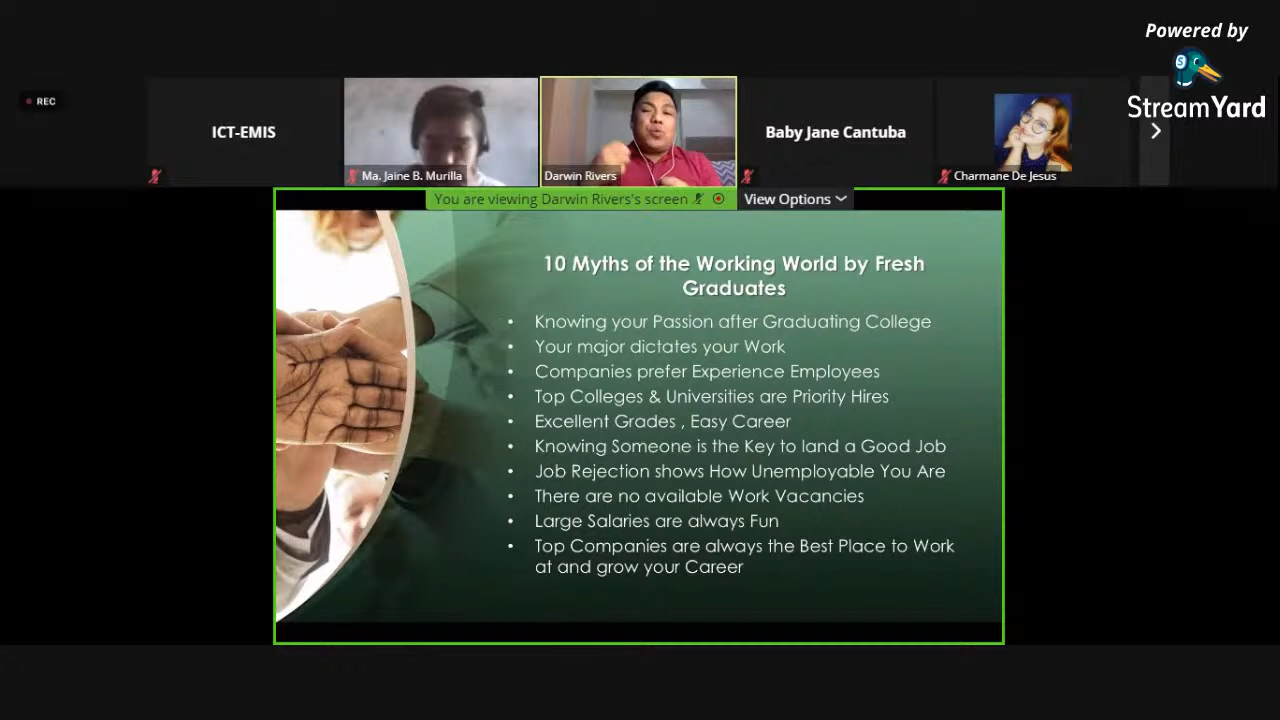 Powered by
StreamYard
REC
ICT-EMIS
Ma. Jaine B. Murilla
Darwin Rivers
Baby Jane Cantuba
Charmane De Jesus
You are viewing Darwin Rivers's screen
View Options
10 Myths of the Working World by Fresh
Graduates
• Knowing your Passion after Graduating College
• Your major dictates your Work
• Companies prefer Experience Employees
• Top Colleges & Universities are Priority Hires
• Excellent Grades , Easy Career
• Knowing Someone is the Key to land a Good Job
• Job Rejection shows How Unemployable You Are
• There are no available Work Vacancies
• Large Salaries are always Fun
• Top Companies are always the Best Place to Work
at and grow your Career